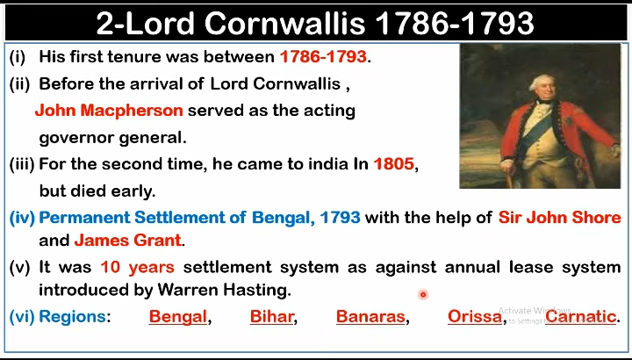 2-Lord Cornwallis 1786-1793
(i) His first tenure was between 1786-1793.
(ii) Before the arrival of Lord Cornwallis ,
John Macpherson served as the acting
governor general.
(iii) For the second time, he came to india In 1805,
but died early.
(iv) Permanent Settlement of Bengal, 1793 with the help of Sir John Shore
and James Grant.
(v) It was 10 years settlement system as against annual lease system
introduced by Warren Hasting.
Activate Windows
(vi) Regions: Bengal, Bihar, Banaras, Orissa, Carnatic.
to Settings